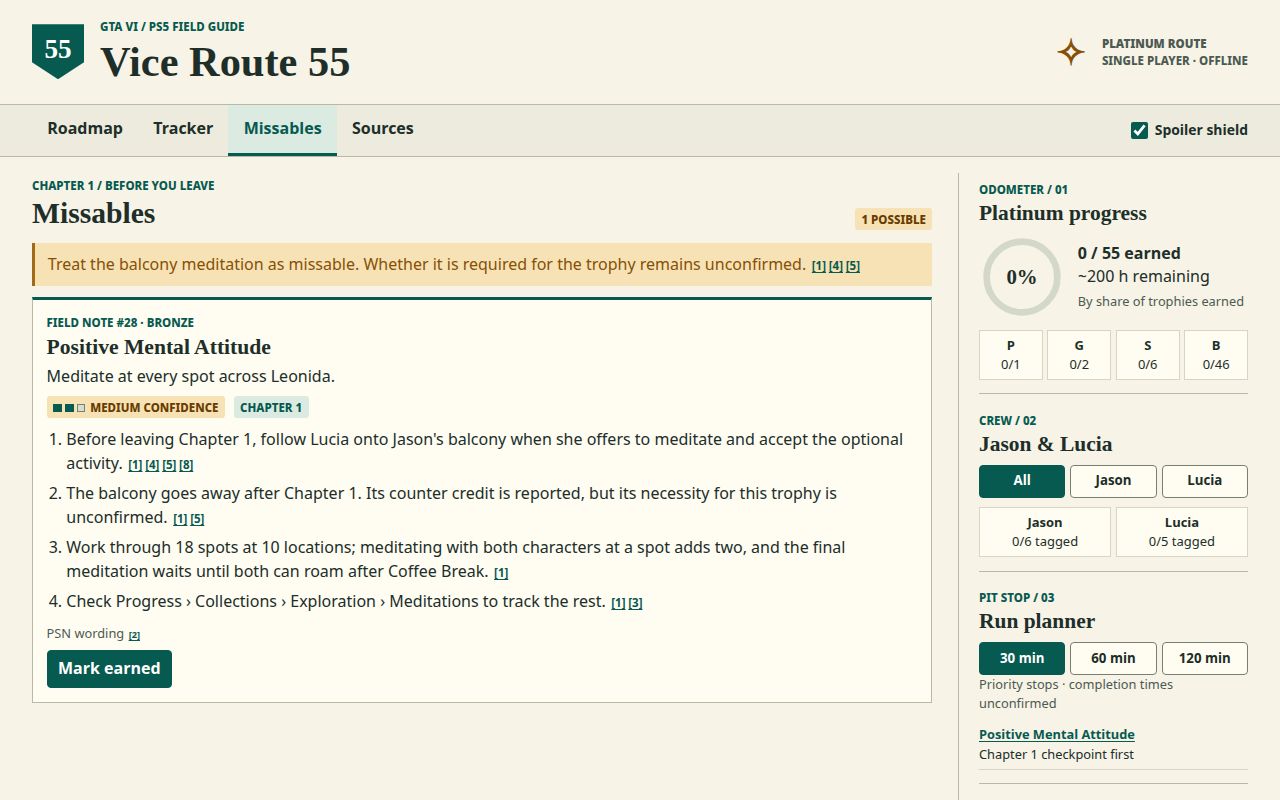 55
GTA VI / PS5 FIELD GUIDE
Vice Route 55
PLATINUM ROUTE
SINGLE PLAYER · OFFLINE
Roadmap Tracker Missables Sources
Spoiler shield
CHAPTER 1 / BEFORE YOU LEAVE
Missables
1 POSSIBLE
Treat the balcony meditation as missable. Whether it is required for the trophy remains unconfirmed. [1] [4] [5]
FIELD NOTE #28 · BRONZE
Positive Mental Attitude
Meditate at every spot across Leonida.
MEDIUM CONFIDENCE CHAPTER 1
1. Before leaving Chapter 1, follow Lucia onto Jason's balcony when she offers to meditate and accept the optional
activity. [1] [4] [5] [8]
2. The balcony goes away after Chapter 1. Its counter credit is reported, but its necessity for this trophy is
unconfirmed. [1] [5]
3. Work through 18 spots at 10 locations; meditating with both characters at a spot adds two, and the final
meditation waits until both can roam after Coffee Break. [1]
4. Check Progress › Collections › Exploration › Meditations to track the rest. [1] [3]
PSN wording [2]
Mark earned
ODOMETER / 01
Platinum progress
0%
0 / 55 earned
~200 h remaining
By share of trophies earned
P G S B
0/1 0/2 0/6 0/46
CREW / 02
Jason & Lucia
All Jason Lucia
Jason Lucia
0/6 tagged 0/5 tagged
PIT STOP / 03
Run planner
30 min 60 min 120 min
Priority stops · completion times
unconfirmed
Positive Mental Attitude
Chapter 1 checkpoint first